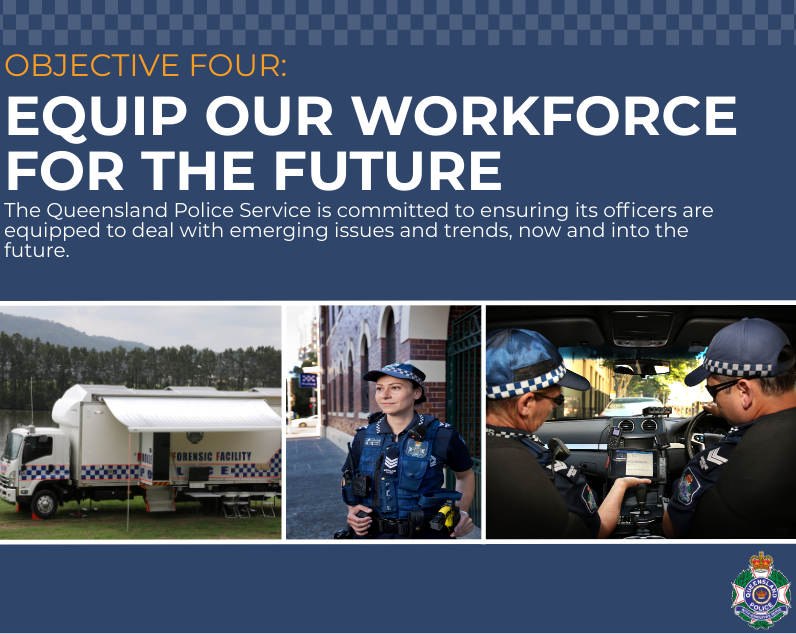 OBJECTIVE FOUR:
EQUIP OUR WORKFORCE
FOR THE FUTURE
The Queensland Police Service is committed to ensuring its officers are
equipped to deal with emerging issues and trends, now and into the
future.
FORENSIC FACILITY
QUEENSLAND
POLICE